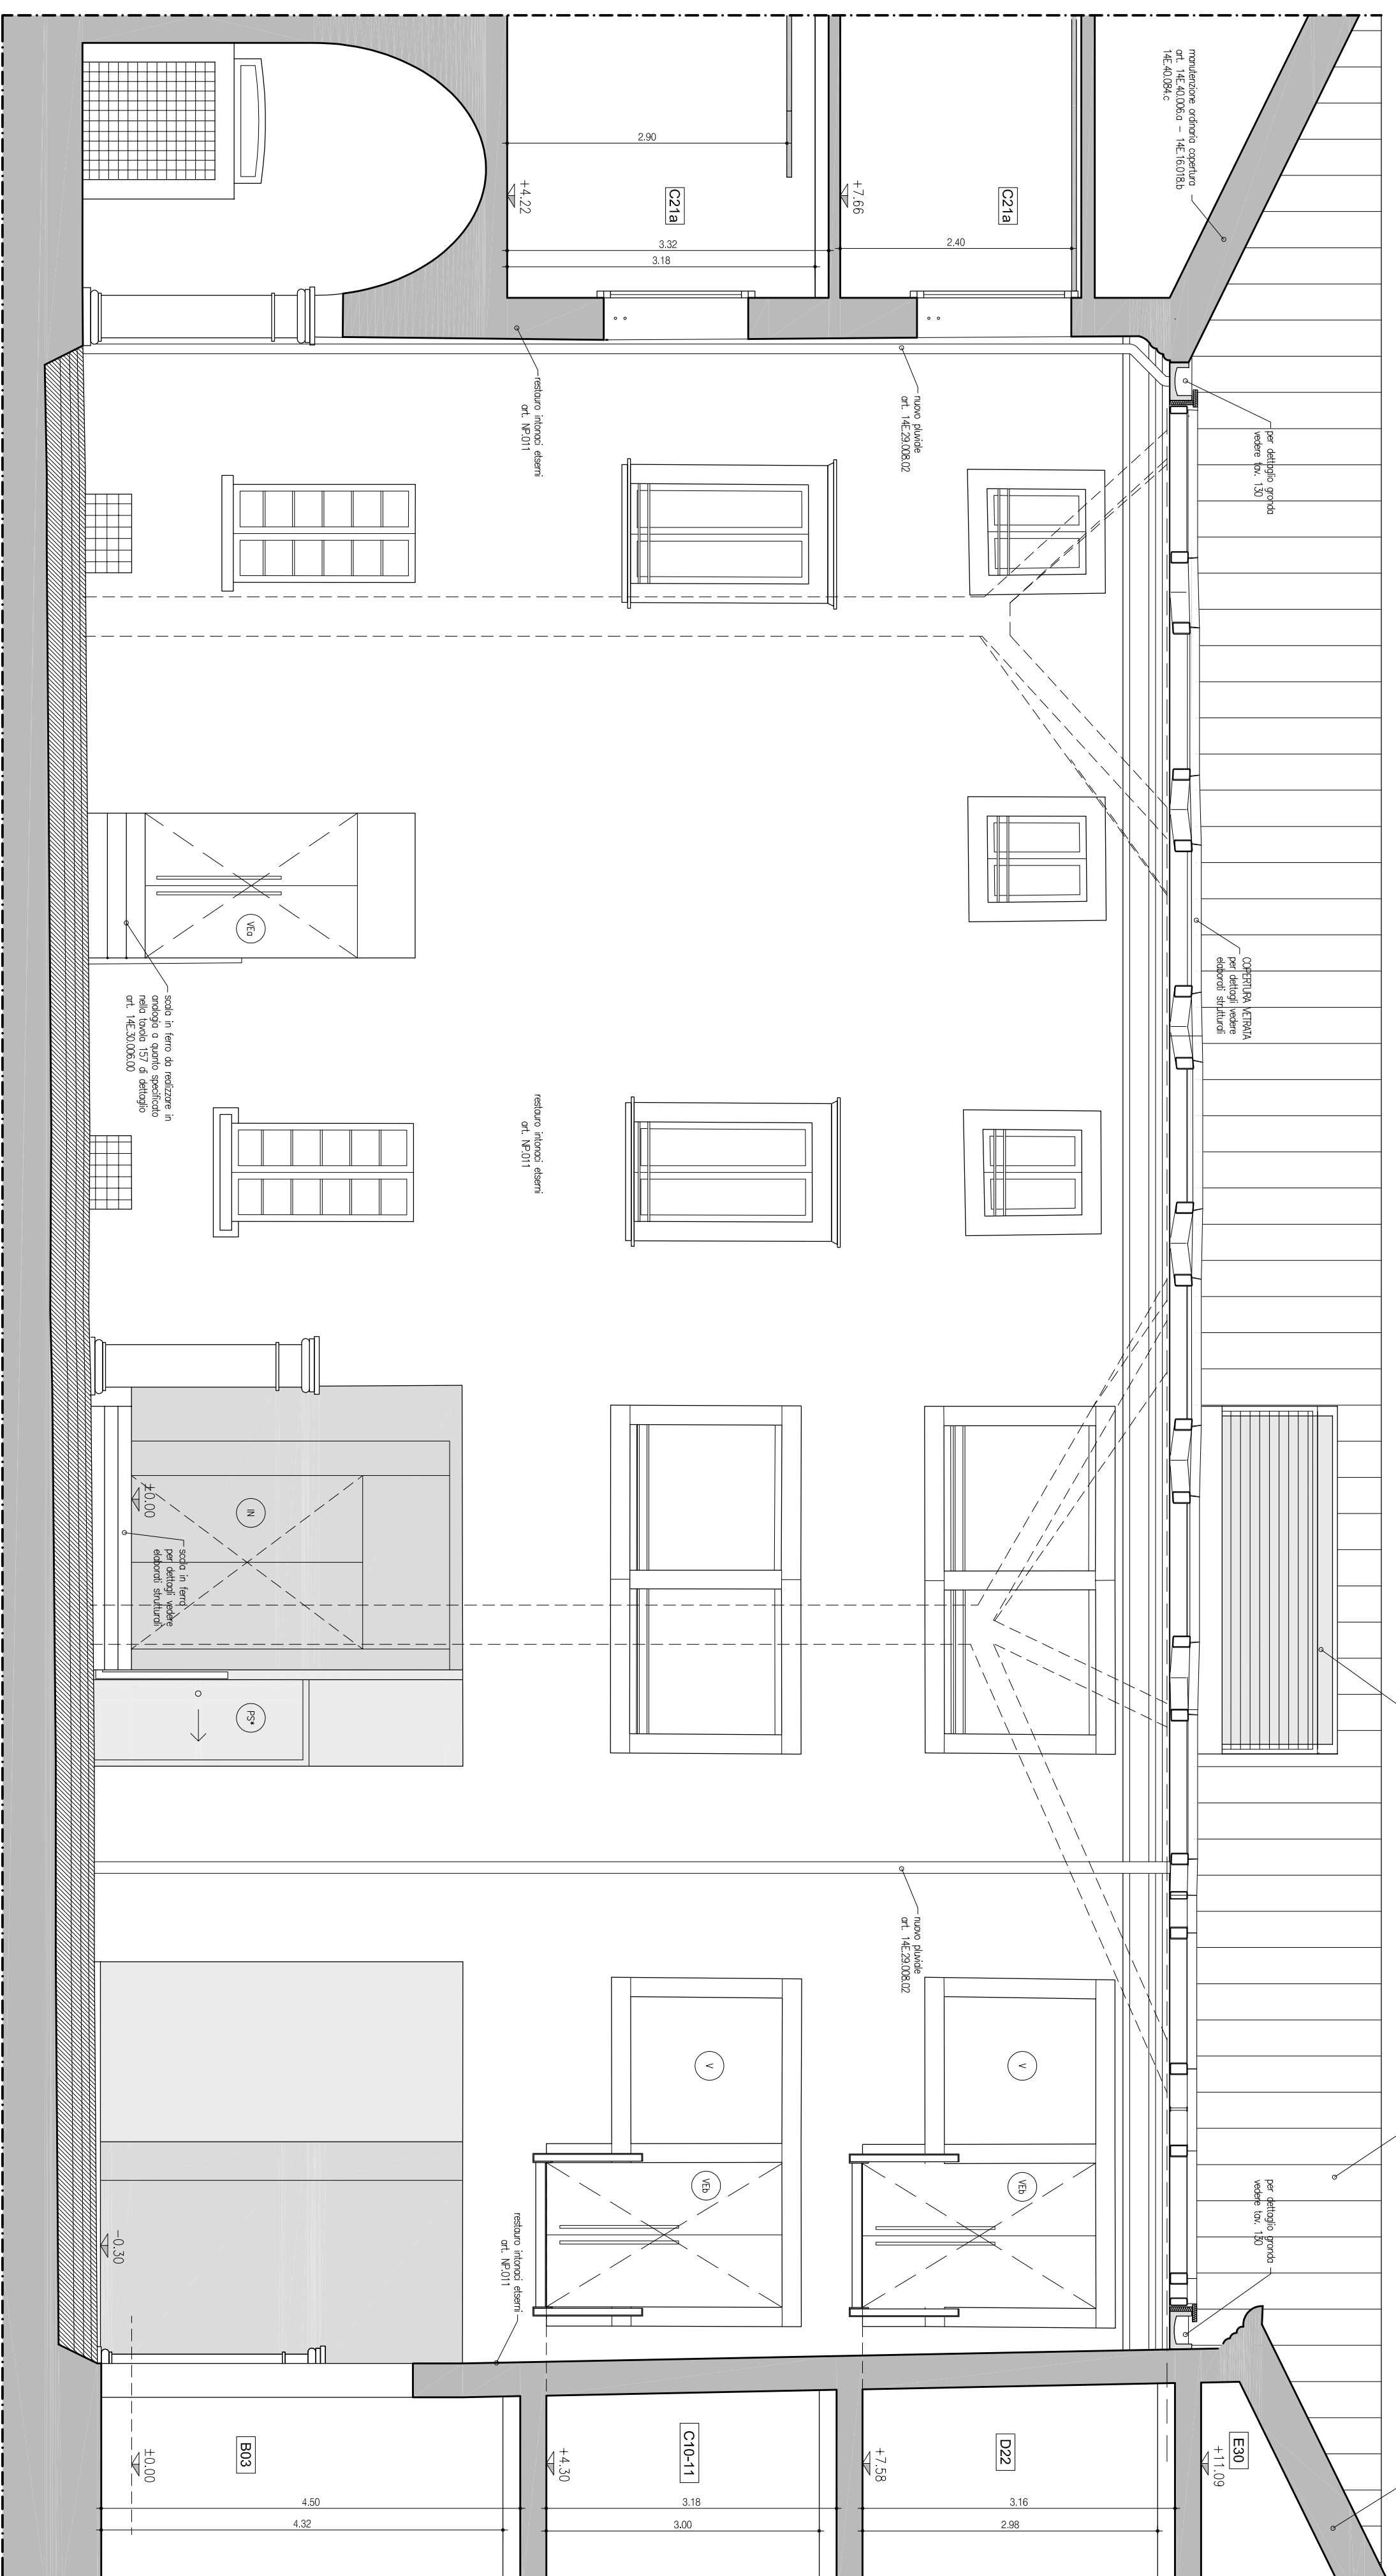 manutenzione ordinaria copertura
art. 14E.40.006.a – 14E.16.018.b
14E.40.084.c
per dettaglio gronda
vedere tav. 130
COPERTURA VETRATA
per dettagli vedere
elaborati strutturali
per dettaglio gronda
vedere tav. 130
E30
+11.09
C21a
2.40
+7.66
nuovo pluviale
art. 14E.29.008.02
nuovo pluviale
art. 14E.29.008.02
V
VEb
D22
+7.58
3.16
2.98
2.90
C21a
3.32
3.18
+4.22
restauro intonaci etserni
art. NP.011
restauro intonaci etserni
art. NP.011
V
VEb
restauro intonaci etserni
art. NP.011
C10-11
+4.30
3.18
3.00
VEa
scala in ferro da realizzare in
analogia a quanto specificato
nella tavola 157 di dettaglio
art. 14E.30.006.00
IN
±0.00
scala in ferro
per dettagli vedere
elaborati strutturali
PS*
-0.30
B03
±0.00
4.50
4.32